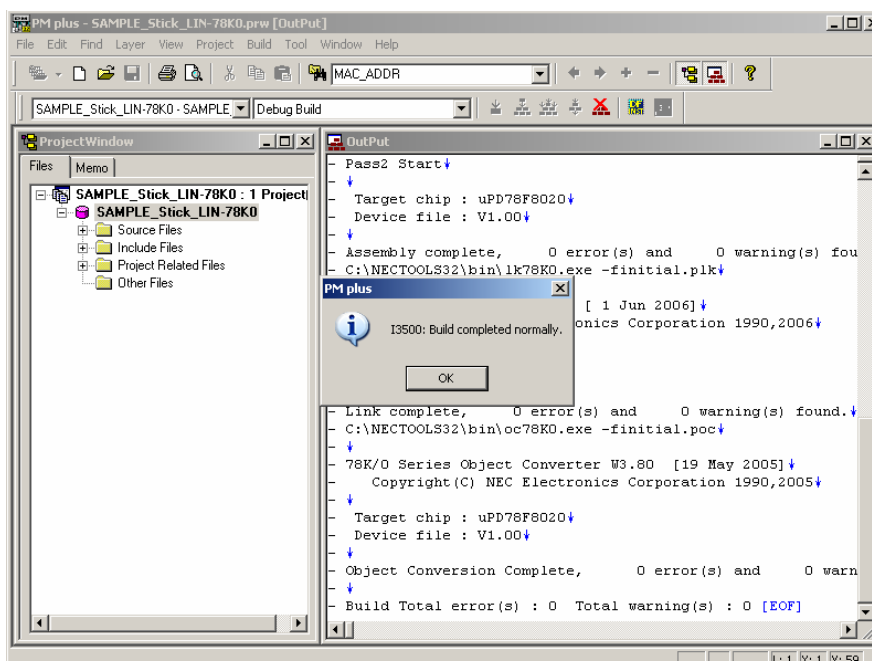 PM plus - SAMPLE_Stick_LIN-78K0.prw [OutPut]
File Edit Find Layer View Project Build Tool Window Help
MAC_ADDR
SAMPLE_Stick_LIN-78K0 - SAMPLE_ Debug Build
ProjectWindow
Files Memo
SAMPLE_Stick_LIN-78K0 : 1 Project(
SAMPLE_Stick_LIN-78K0
Source Files
Include Files
Project Related Files
Other Files
OutPut
- Pass2 Start↓
- ↓
- Target chip : uPD78F8020↓
- Device file : V1.00↓
- ↓
- Assembly complete, 0 error(s) and 0 warning(s) fou
- C:\NECTOOLS32\bin\lk78K0.exe -finitial.plk↓
[ 1 Jun 2006]↓
onics Corporation 1990,2006↓
PM plus
I3500: Build completed normally.
OK
- Link complete, 0 error(s) and 0 warning(s) found.↓
- C:\NECTOOLS32\bin\oc78K0.exe -finitial.poc↓
- ↓
- 78K/0 Series Object Converter W3.80 [19 May 2005]↓
- Copyright(C) NEC Electronics Corporation 1990,2005↓
- ↓
- Target chip : uPD78F8020↓
- Device file : V1.00↓
- ↓
- Object Conversion Complete, 0 error(s) and 0 warn
- ↓
- Build Total error(s) : 0 Total warning(s) : 0 [EOF]
L: 1 Y: 1 Y: 59